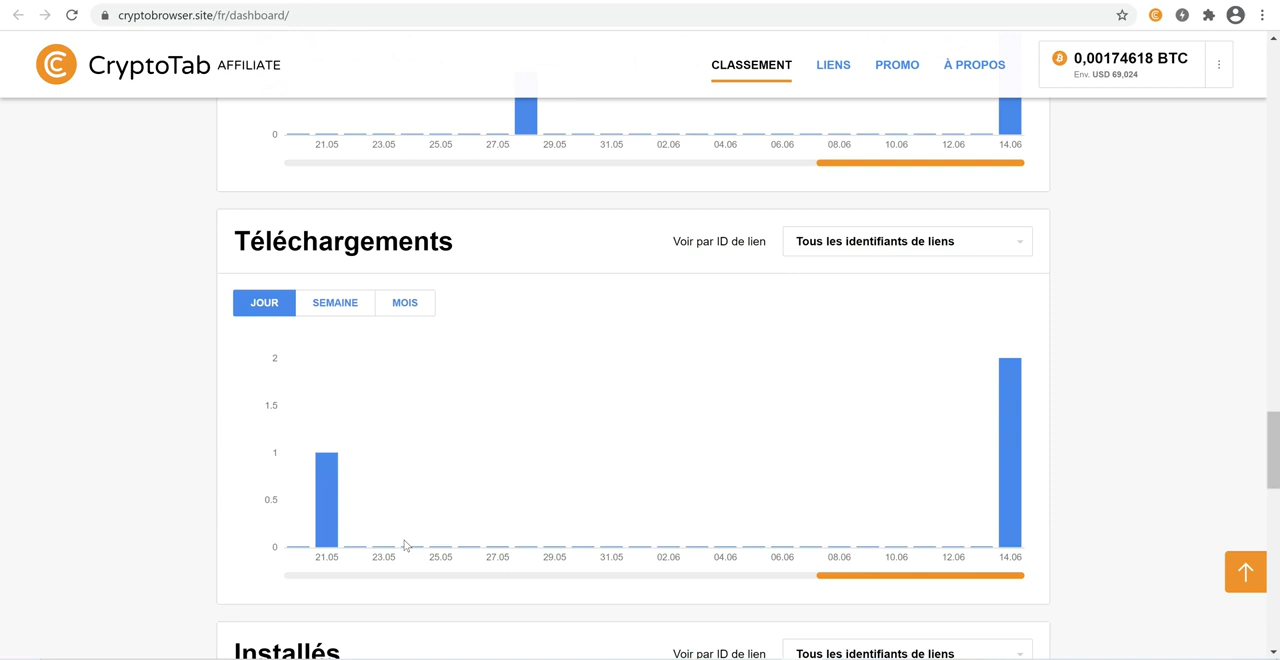 cryptobrowser.site/fr/dashboard/
CryptoTab AFFILIATE
CLASSEMENT
LIENS
PROMO
À PROPOS
0,00174618 BTC
Env. USD 69,024
0
21.05 23.05 25.05 27.05 29.05 31.05 02.06 04.06 06.06 08.06 10.06 12.06 14.06
Téléchargements
Voir par ID de lien
Tous les identifiants de liens
JOUR
SEMAINE
MOIS
2
1.5
1
0.5
0
21.05 23.05 25.05 27.05 29.05 31.05 02.06 04.06 06.06 08.06 10.06 12.06 14.06
Installés
Voir par ID de lien
Tous les identifiants de liens